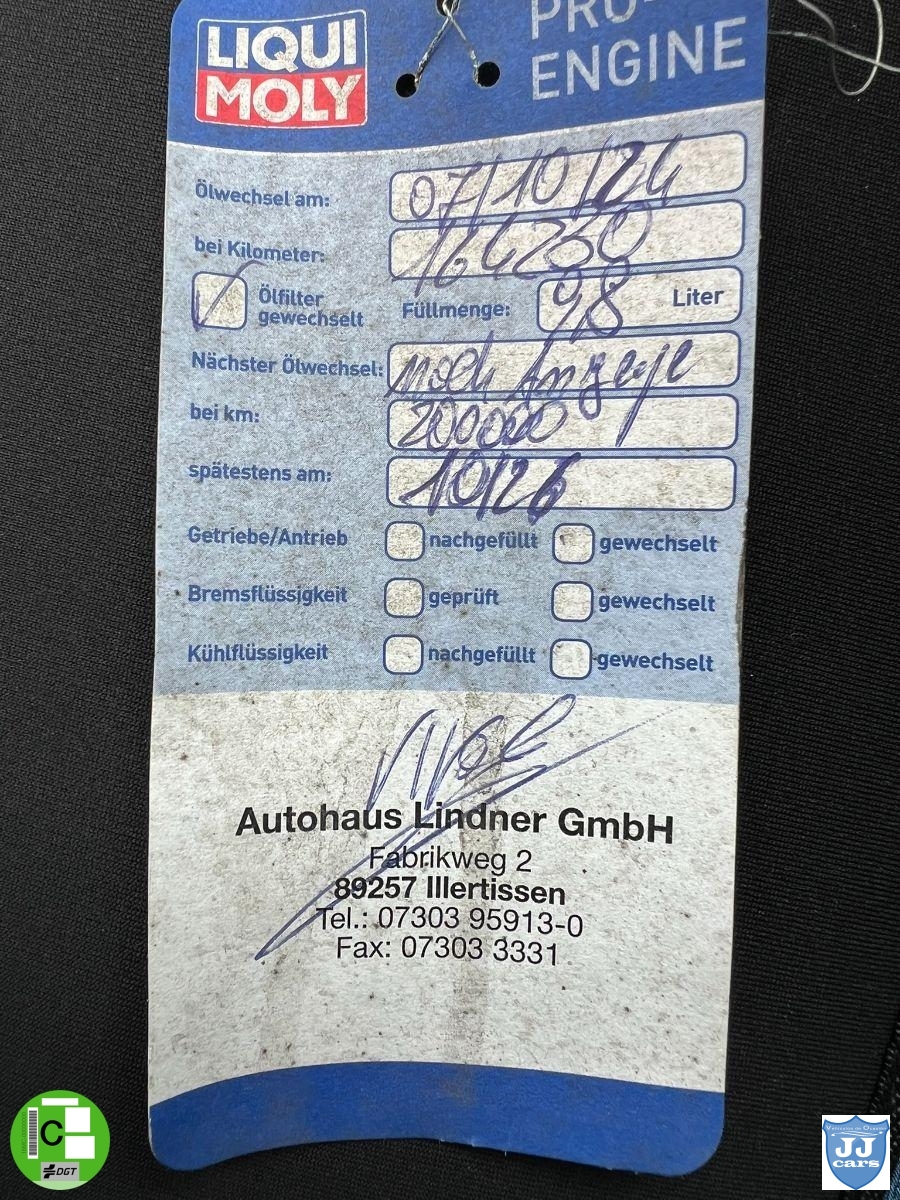 LIQUI
MOLY
PRO-
ENGINE
Ölwechsel am: 07/10/24
bei Kilometer: 164230
Ölfilter
gewechselt
Füllmenge: 9,8 Liter
Nächster Ölwechsel: nach Anzeige
bei km: 200000
spätestens am: 10/26
Getriebe/Antrieb nachgefüllt gewechselt
Bremsflüssigkeit geprüft gewechselt
Kühlflüssigkeit nachgefüllt gewechselt
Autohaus Lindner GmbH
Fabrikweg 2
89257 Illertissen
Tel.: 07303 95913-0
Fax: 07303 3331
C
DGT
JJ
cars